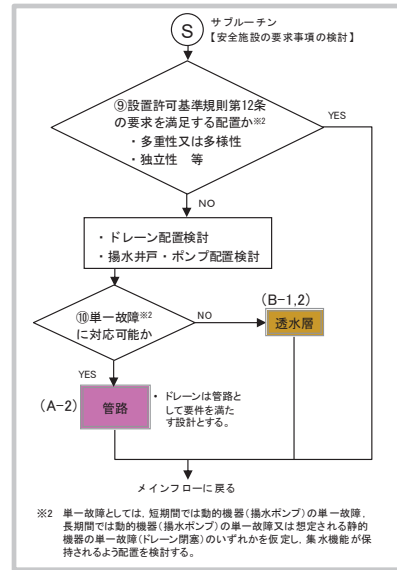 S
サブルーチン
【安全施設の要求事項の検討】
⑨設置許可基準規則第12条
の要求を満足する配置か※2
・多重性又は多様性
・独立性 等
YES
NO
・ドレーン配置検討
・揚水井戸・ポンプ配置検討
⑩単一故障※2
に対応可能か
NO
(B-1,2)
透水層
YES
(A-2)
管路
・ドレーンは管路と
して要件を満た
す設計とする。
メインフローに戻る
※2 単一故障としては，短期間では動的機器(揚水ポンプ)の単一故障，
長期間では動的機器(揚水ポンプ)の単一故障又は想定される静的
機器の単一故障(ドレーン閉塞)のいずれかを仮定し，集水機能が保
持されるよう配置を検討する。